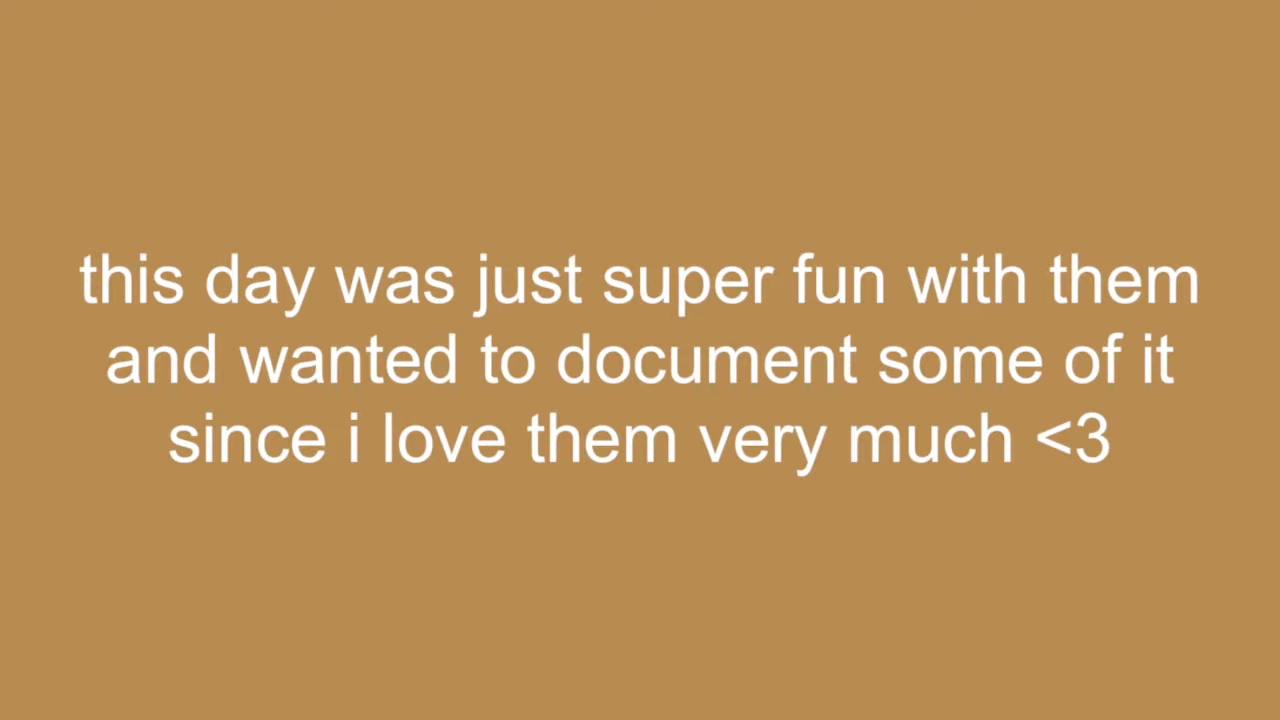 this day was just super fun with them
and wanted to document some of it
since i love them very much <3